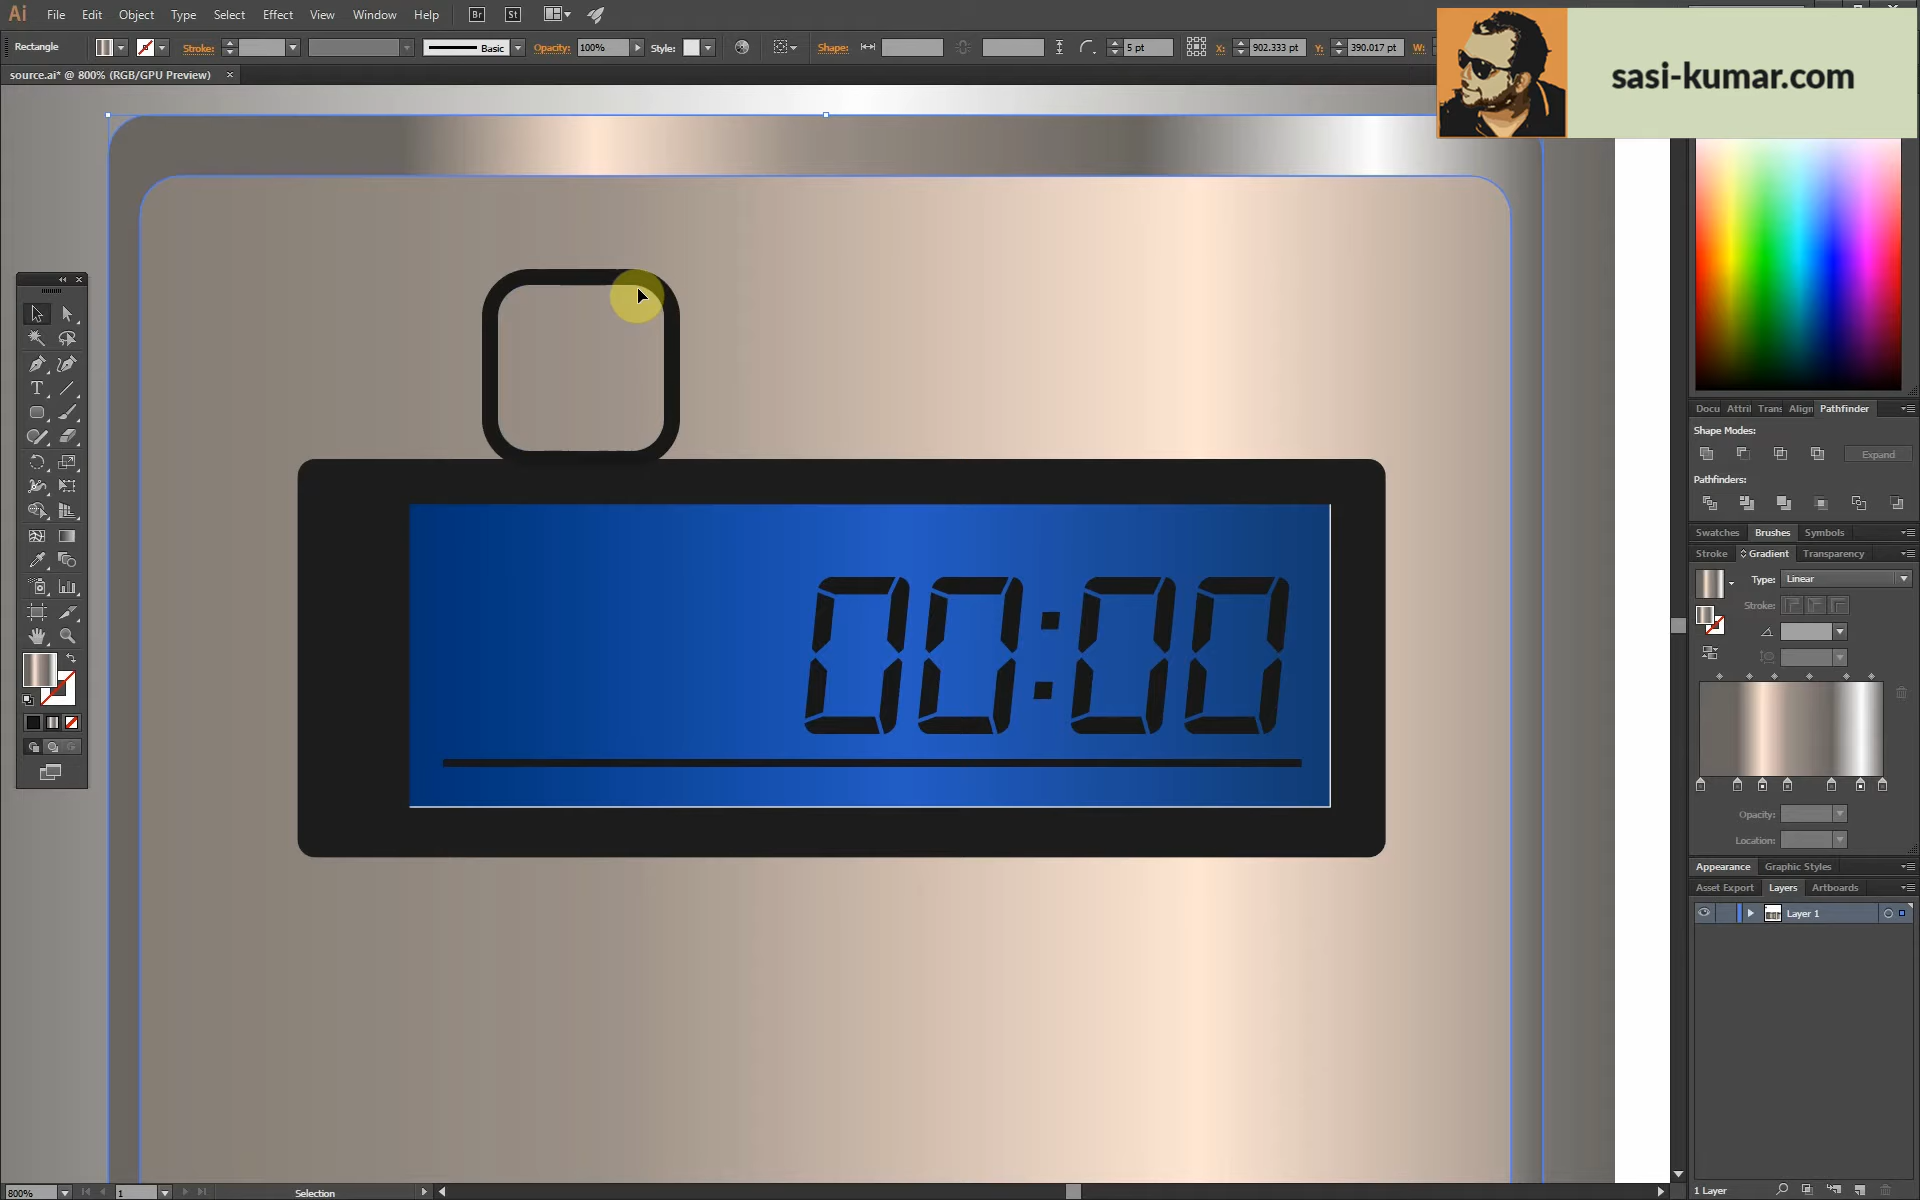 Ai File Edit Object Type Select Effect View Window Help Br St
Rectangle Stroke: Basic Opacity: 100% Style: Shape: 5 pt X: 902.333 pt Y: 390.017 pt W:
sasi-kumar.com
source.ai* @ 800% (RGB/GPU Preview)
00:00
Docu Attril Trans Align Pathfinder
Shape Modes:
Expand
Pathfinders:
Swatches Brushes Symbols
Stroke Gradient Transparency
Type: Linear
Stroke:
Opacity:
Location:
Appearance Graphic Styles
Asset Export Layers Artboards
Layer 1
800% 1 Selection
1 Layer